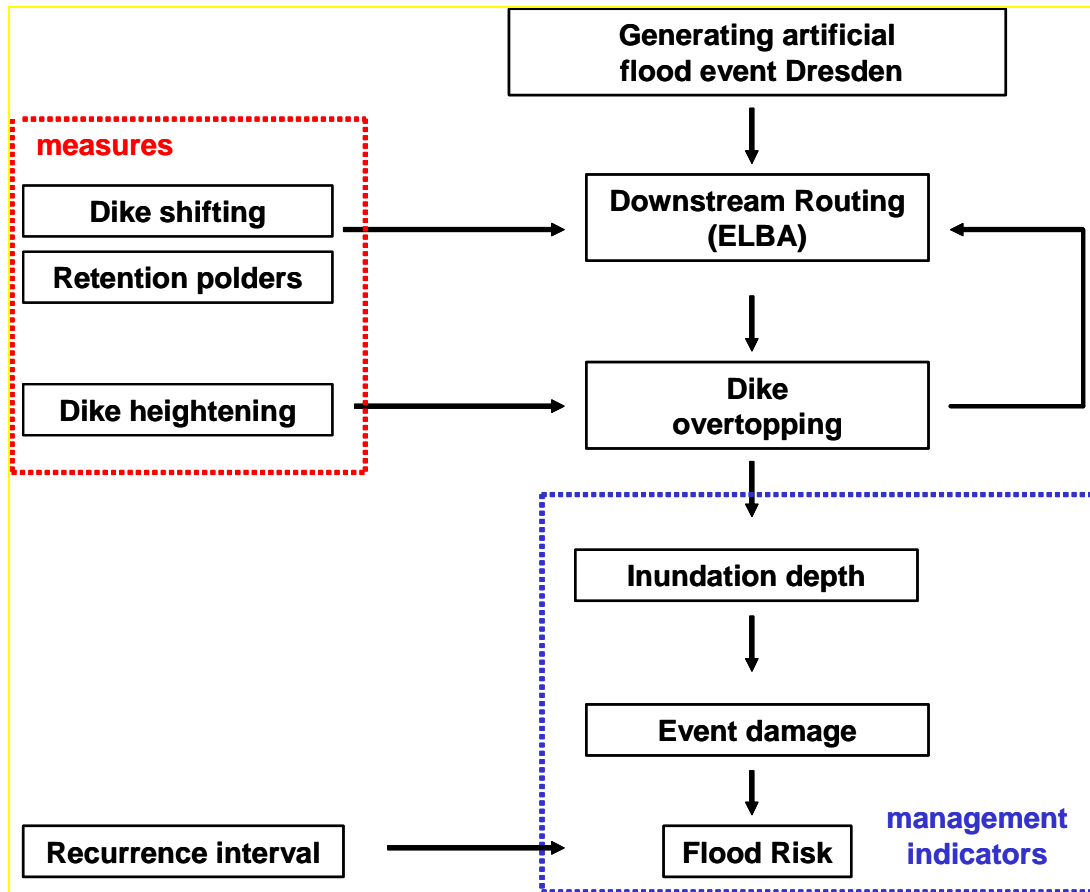 Generating artificial
flood event Dresden
measures
Dike shifting
Downstream Routing
(ELBA)
Retention polders
Dike heightening
Dike
overtopping
Inundation depth
Event damage
management
indicators
Recurrence interval
Flood Risk